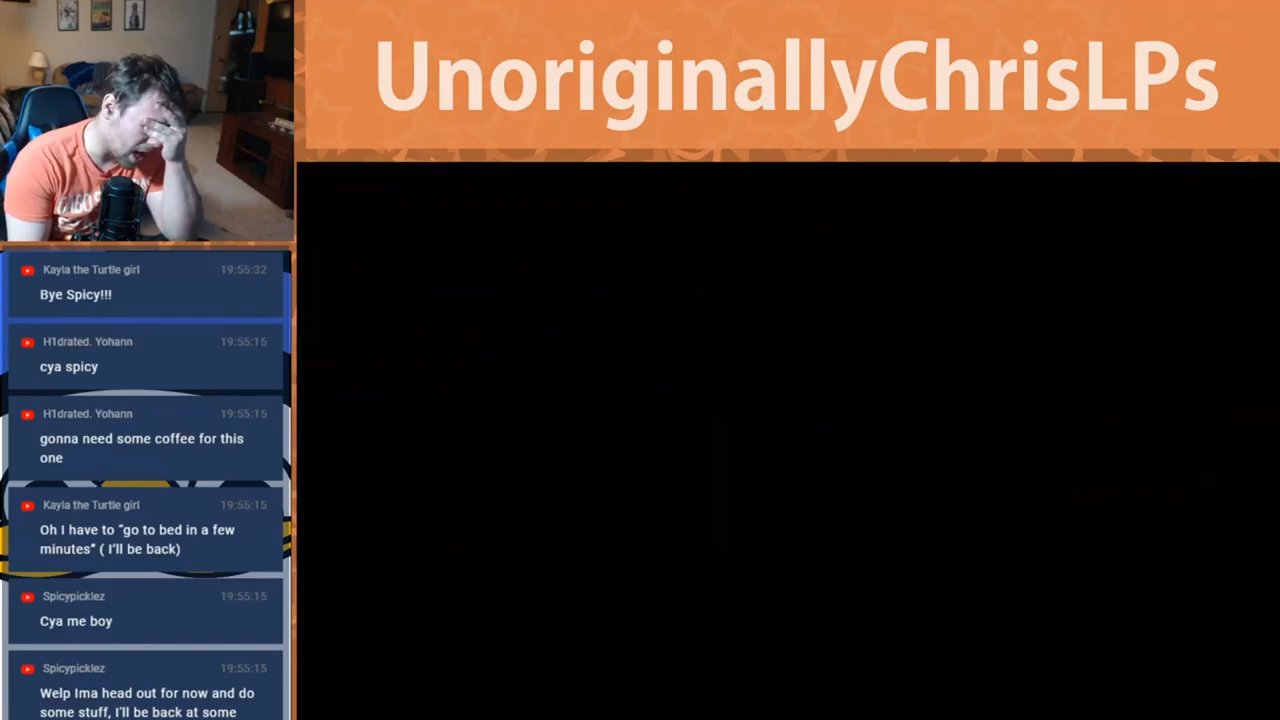 UnoriginallyChrisLPs
Kayla the Turtle girl 19:55:32
Bye Spicy!!!
H1drated. Yohann 19:55:15
cya spicy
H1drated. Yohann 19:55:15
gonna need some coffee for this
one
Kayla the Turtle girl 19:55:15
Oh I have to “go to bed in a few
minutes” ( I’ll be back)
Spicypicklez 19:55:15
Cya me boy
Spicypicklez 19:55:15
Welp Ima head out for now and do
some stuff, I’ll be back at some